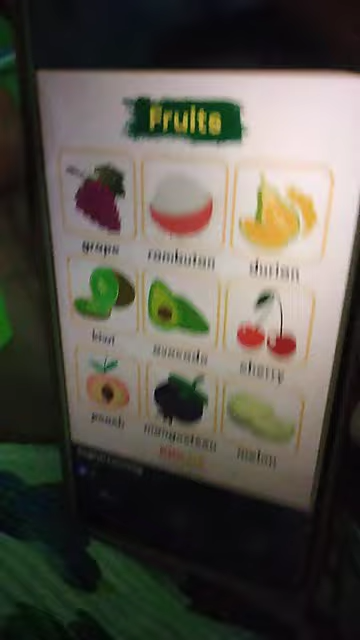 Fruits
grape rambutan durian
kiwi avocado cherry
peach mangosteen melon